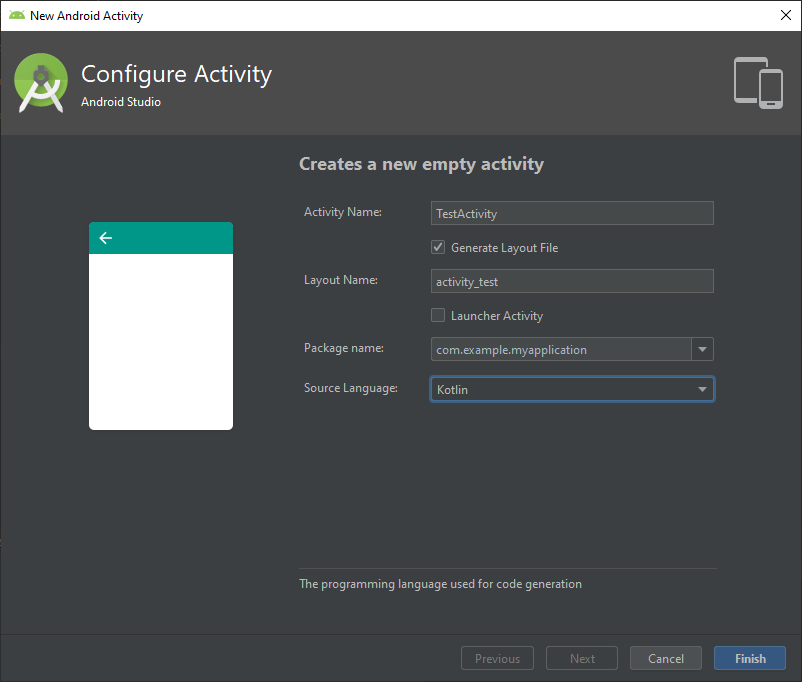 New Android Activity
Configure Activity
Android Studio
Creates a new empty activity
Activity Name:
TestActivity
Generate Layout File
Layout Name:
activity_test
Launcher Activity
Package name:
com.example.myapplication
Source Language:
Kotlin
The programming language used for code generation
Previous
Next
Cancel
Finish